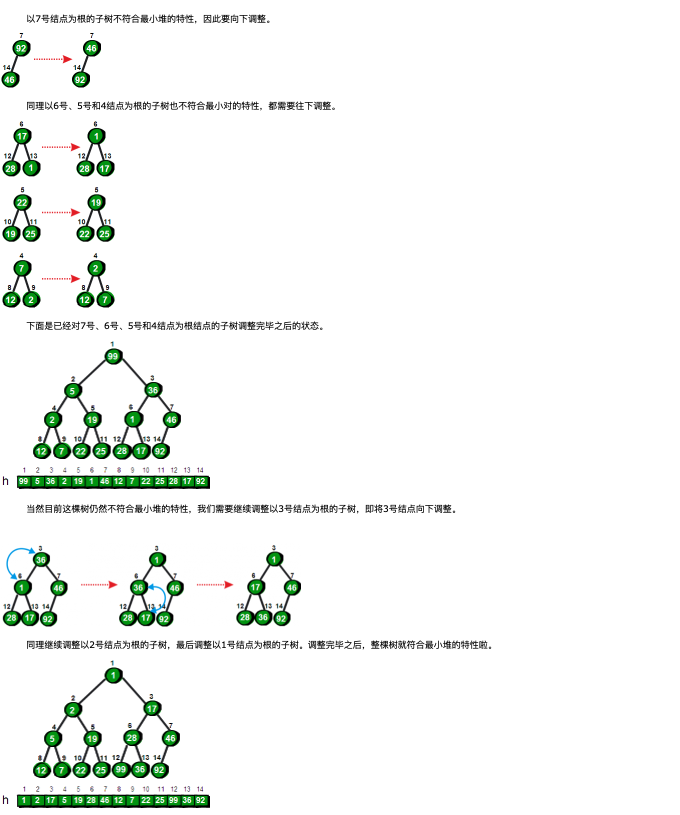 以7号结点为根的子树不符合最小堆的特性，因此要向下调整。
7 7
92 46
14 14
46 92
同理以6号、5号和4结点为根的子树也不符合最小对的特性，都需要往下调整。
6 6
17 1
12 13 12 13
28 1 28 17
5 5
22 19
10 11 10 11
19 25 22 25
4 4
7 2
8 9 8 9
12 2 12 7
下面是已经对7号、6号、5号和4结点为根结点的子树调整完毕之后的状态。
1
99
2 3
5 36
4 5 6 7
2 19 1 46
8 9 10 11 12 13 14
12 7 22 25 28 17 92
1 2 3 4 5 6 7 8 9 10 11 12 13 14
h 99 5 36 2 19 1 46 12 7 22 25 28 17 92
当然目前这棵树仍然不符合最小堆的特性，我们需要继续调整以3号结点为根的子树，即将3号结点向下调整。
3 3 3
36 1 1
6 7 6 7 6 7
1 46 36 46 17 46
12 13 14 12 13 14 12 13 14
28 17 92 28 17 92 28 36 92
同理继续调整以2号结点为根的子树，最后调整以1号结点为根的子树。调整完毕之后，整棵树就符合最小堆的特性啦。
1
1
2 3
2 17
4 5 6 7
5 19 28 46
8 9 10 11 12 13 14
12 7 22 25 99 36 92
1 2 3 4 5 6 7 8 9 10 11 12 13 14
h 1 2 17 5 19 28 46 12 7 22 25 99 36 92